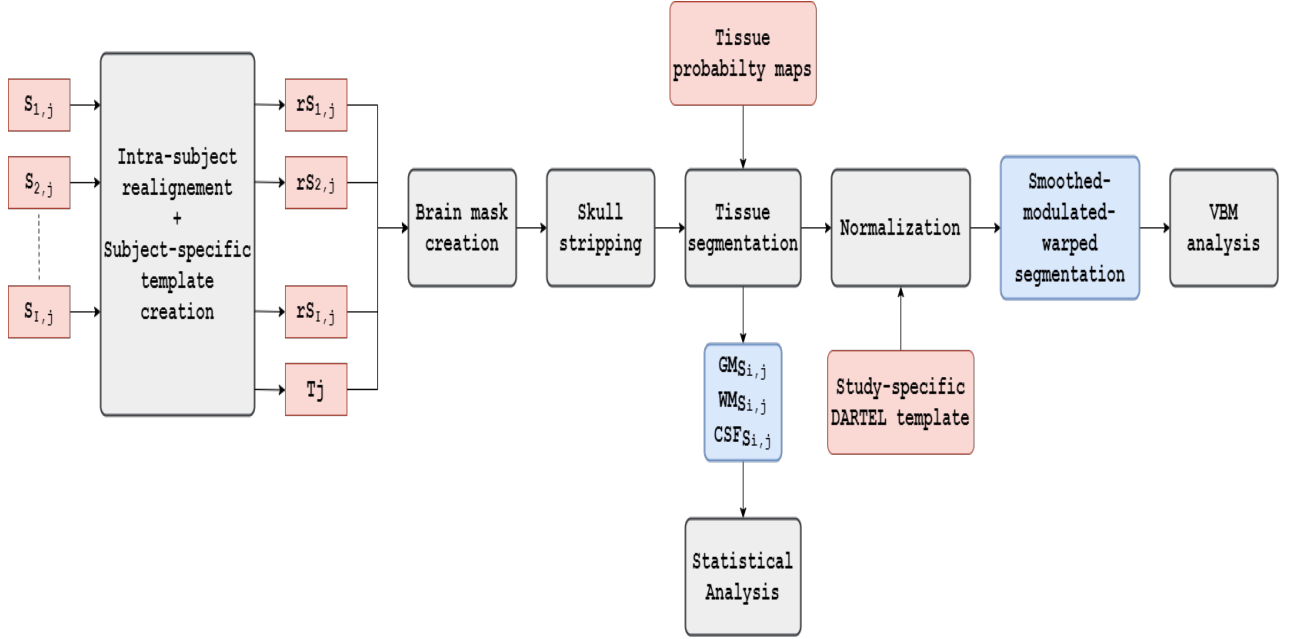 S1,j
S2,j
SI,j
Intra-subject
realignement
+
Subject-specific
template
creation
rS1,j
rS2,j
rSI,j
Tj
Brain mask
creation
Skull
stripping
Tissue
probabilty maps
Tissue
segmentation
GMSi,j
WMSi,j
CSFSi,j
Statistical
Analysis
Normalization
Study-specific
DARTEL template
Smoothed-
modulated-
warped
segmentation
VBM
analysis